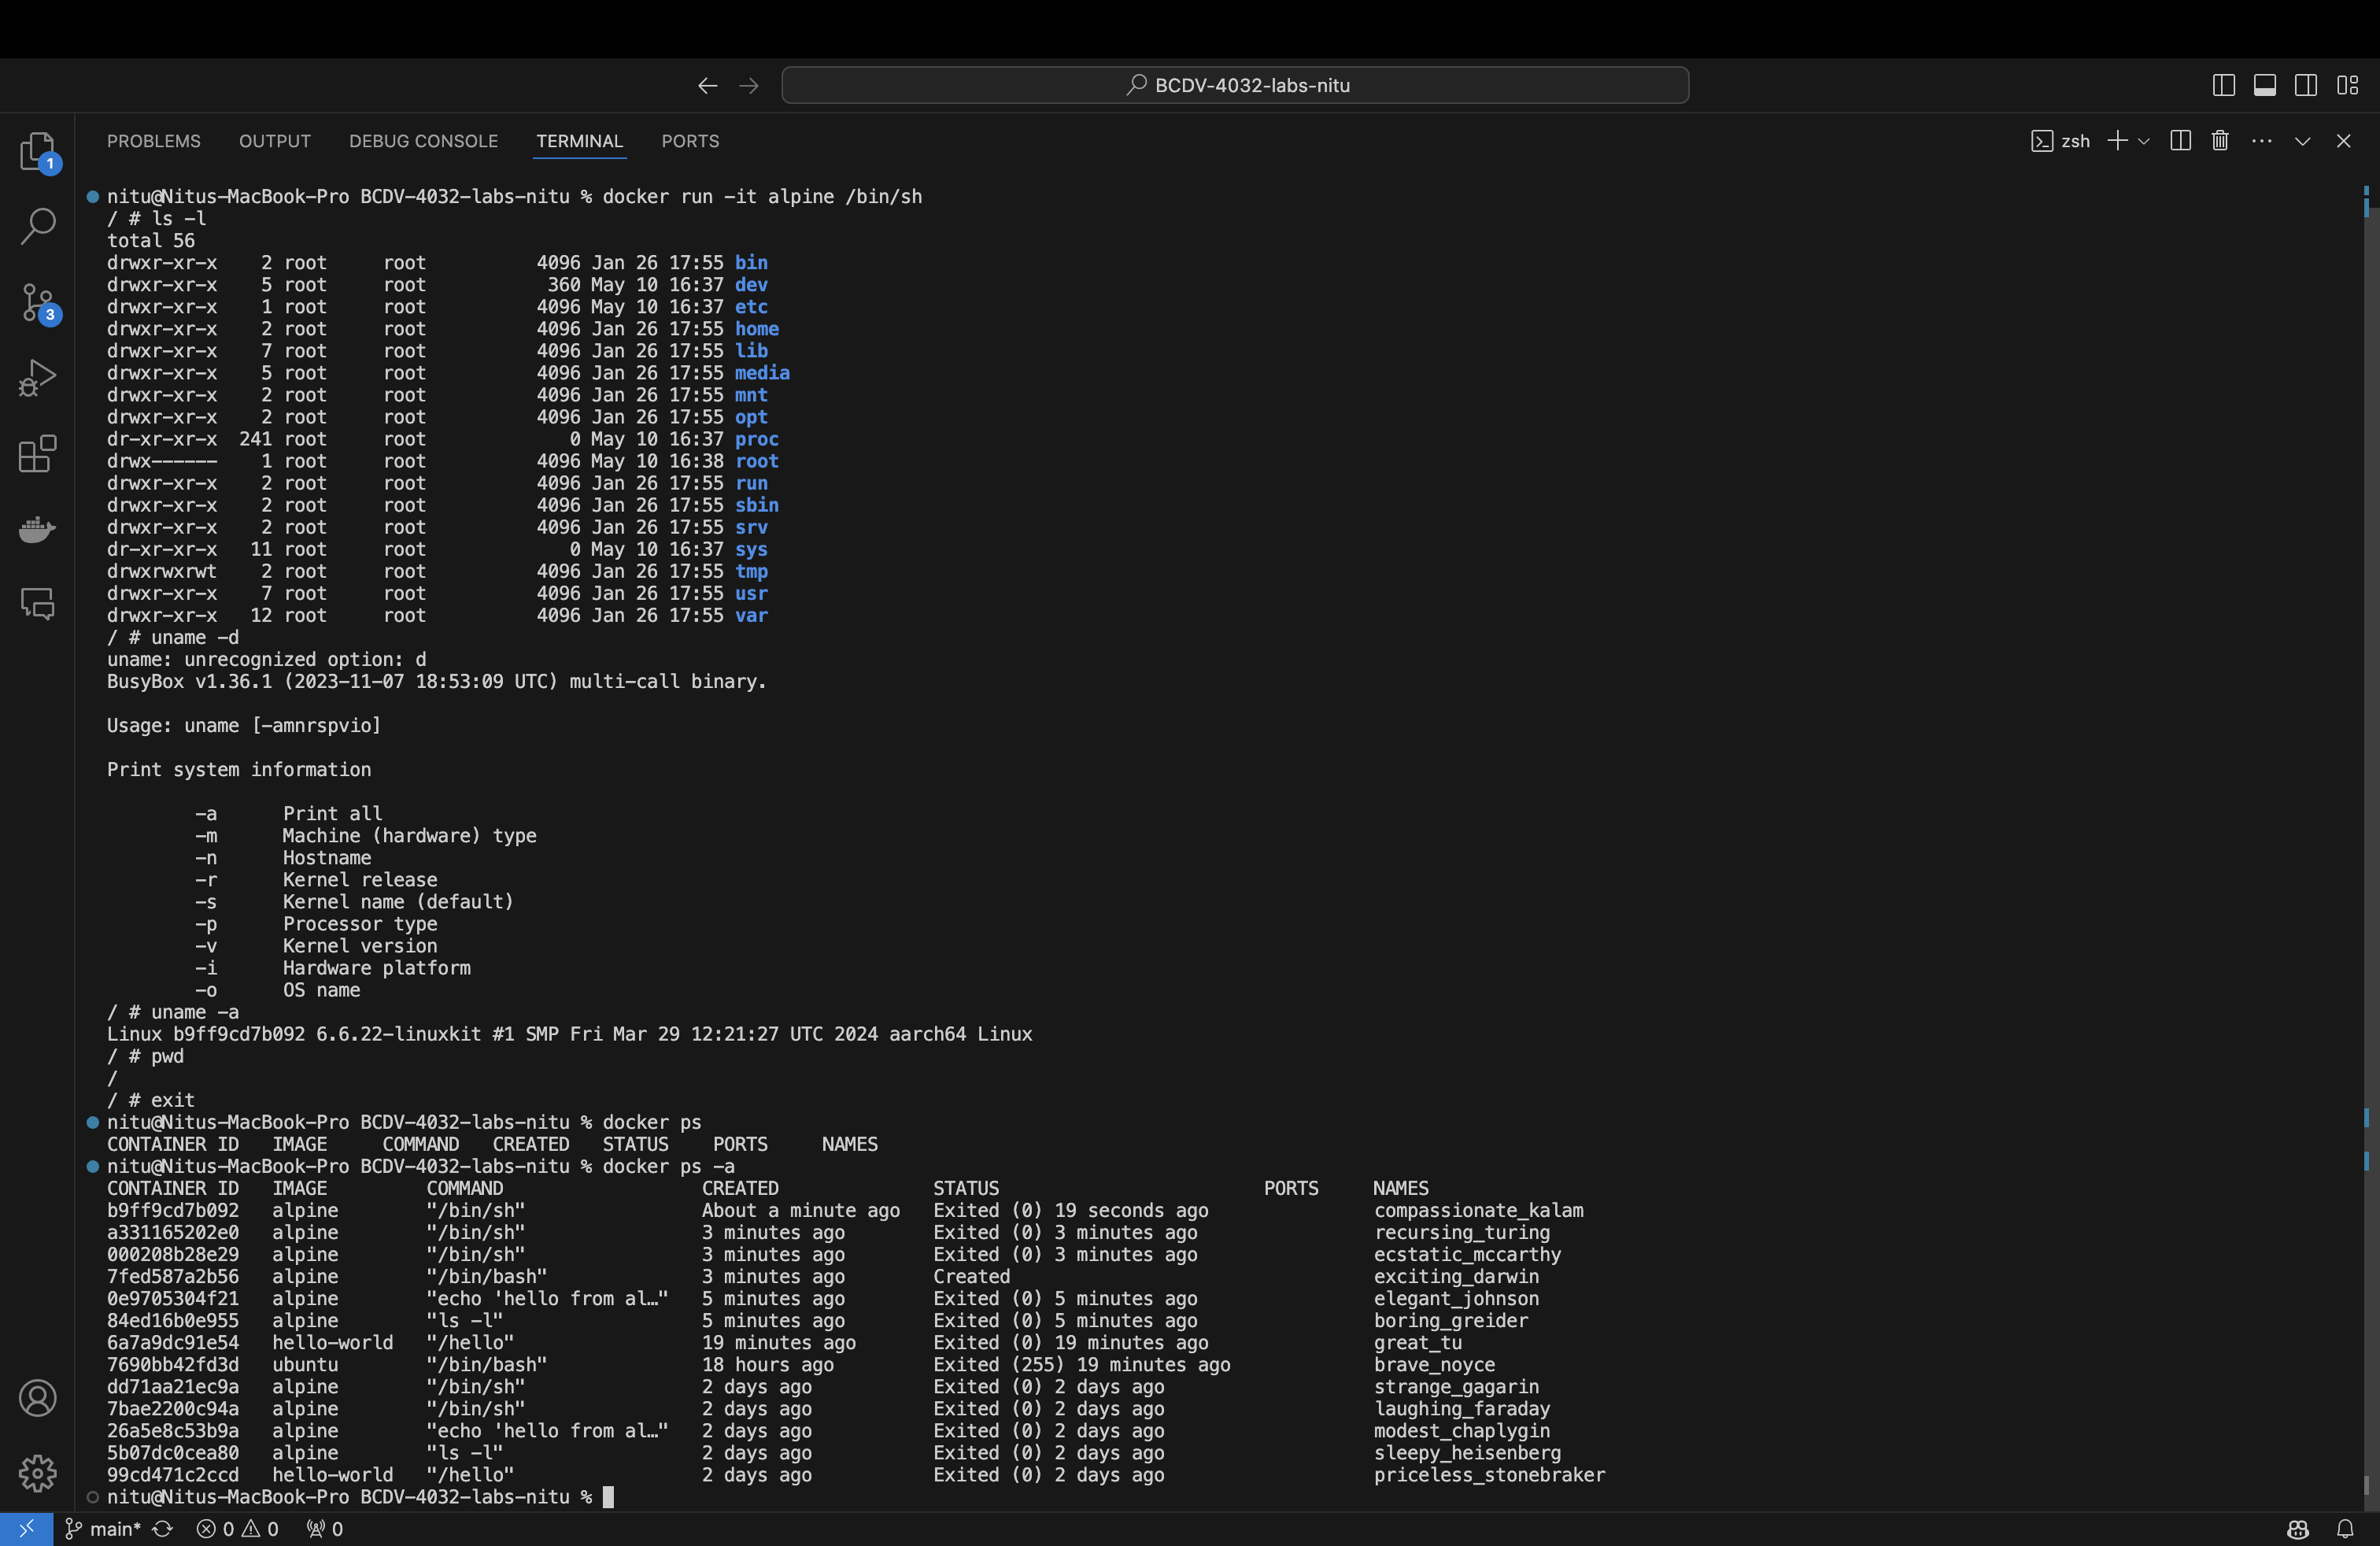 BCDV-4032-labs-nitu
PROBLEMS OUTPUT DEBUG CONSOLE TERMINAL PORTS zsh
1
3
nitu@Nitus-MacBook-Pro BCDV-4032-labs-nitu % docker run -it alpine /bin/sh
/ # ls -l
total 56
drwxr-xr-x    2 root     root          4096 Jan 26 17:55 bin
drwxr-xr-x    5 root     root           360 May 10 16:37 dev
drwxr-xr-x    1 root     root          4096 May 10 16:37 etc
drwxr-xr-x    2 root     root          4096 Jan 26 17:55 home
drwxr-xr-x    7 root     root          4096 Jan 26 17:55 lib
drwxr-xr-x    5 root     root          4096 Jan 26 17:55 media
drwxr-xr-x    2 root     root          4096 Jan 26 17:55 mnt
drwxr-xr-x    2 root     root          4096 Jan 26 17:55 opt
dr-xr-xr-x  241 root     root             0 May 10 16:37 proc
drwx------    1 root     root          4096 May 10 16:38 root
drwxr-xr-x    2 root     root          4096 Jan 26 17:55 run
drwxr-xr-x    2 root     root          4096 Jan 26 17:55 sbin
drwxr-xr-x    2 root     root          4096 Jan 26 17:55 srv
dr-xr-xr-x   11 root     root             0 May 10 16:37 sys
drwxrwxrwt    2 root     root          4096 Jan 26 17:55 tmp
drwxr-xr-x    7 root     root          4096 Jan 26 17:55 usr
drwxr-xr-x   12 root     root          4096 Jan 26 17:55 var
/ # uname -d
uname: unrecognized option: d
BusyBox v1.36.1 (2023-11-07 18:53:09 UTC) multi-call binary.
Usage: uname [-amnrspvio]
Print system information
-a      Print all
-m      Machine (hardware) type
-n      Hostname
-r      Kernel release
-s      Kernel name (default)
-p      Processor type
-v      Kernel version
-i      Hardware platform
-o      OS name
/ # uname -a
Linux b9ff9cd7b092 6.6.22-linuxkit #1 SMP Fri Mar 29 12:21:27 UTC 2024 aarch64 Linux
/ # pwd
/
/ # exit
nitu@Nitus-MacBook-Pro BCDV-4032-labs-nitu % docker ps
CONTAINER ID   IMAGE     COMMAND   CREATED   STATUS    PORTS     NAMES
nitu@Nitus-MacBook-Pro BCDV-4032-labs-nitu % docker ps -a
CONTAINER ID   IMAGE         COMMAND                  CREATED              STATUS                        PORTS     NAMES
b9ff9cd7b092   alpine        "/bin/sh"                About a minute ago   Exited (0) 19 seconds ago               compassionate_kalam
a331165202e0   alpine        "/bin/sh"                3 minutes ago        Exited (0) 3 minutes ago                recursing_turing
000208b28e29   alpine        "/bin/sh"                3 minutes ago        Exited (0) 3 minutes ago                ecstatic_mccarthy
7fed587a2b56   alpine        "/bin/bash"              3 minutes ago        Created                                 exciting_darwin
0e9705304f21   alpine        "echo 'hello from al…"   5 minutes ago        Exited (0) 5 minutes ago                elegant_johnson
84ed16b0e955   alpine        "ls -l"                  5 minutes ago        Exited (0) 5 minutes ago                boring_greider
6a7a9dc91e54   hello-world   "/hello"                 19 minutes ago       Exited (0) 19 minutes ago               great_tu
7690bb42fd3d   ubuntu        "/bin/bash"              18 hours ago         Exited (255) 19 minutes ago             brave_noyce
dd71aa21ec9a   alpine        "/bin/sh"                2 days ago           Exited (0) 2 days ago                   strange_gagarin
7bae2200c94a   alpine        "/bin/sh"                2 days ago           Exited (0) 2 days ago                   laughing_faraday
26a5e8c53b9a   alpine        "echo 'hello from al…"   2 days ago           Exited (0) 2 days ago                   modest_chaplygin
5b07dc0cea80   alpine        "ls -l"                  2 days ago           Exited (0) 2 days ago                   sleepy_heisenberg
99cd471c2ccd   hello-world   "/hello"                 2 days ago           Exited (0) 2 days ago                   priceless_stonebraker
nitu@Nitus-MacBook-Pro BCDV-4032-labs-nitu %
main* 0 0 0